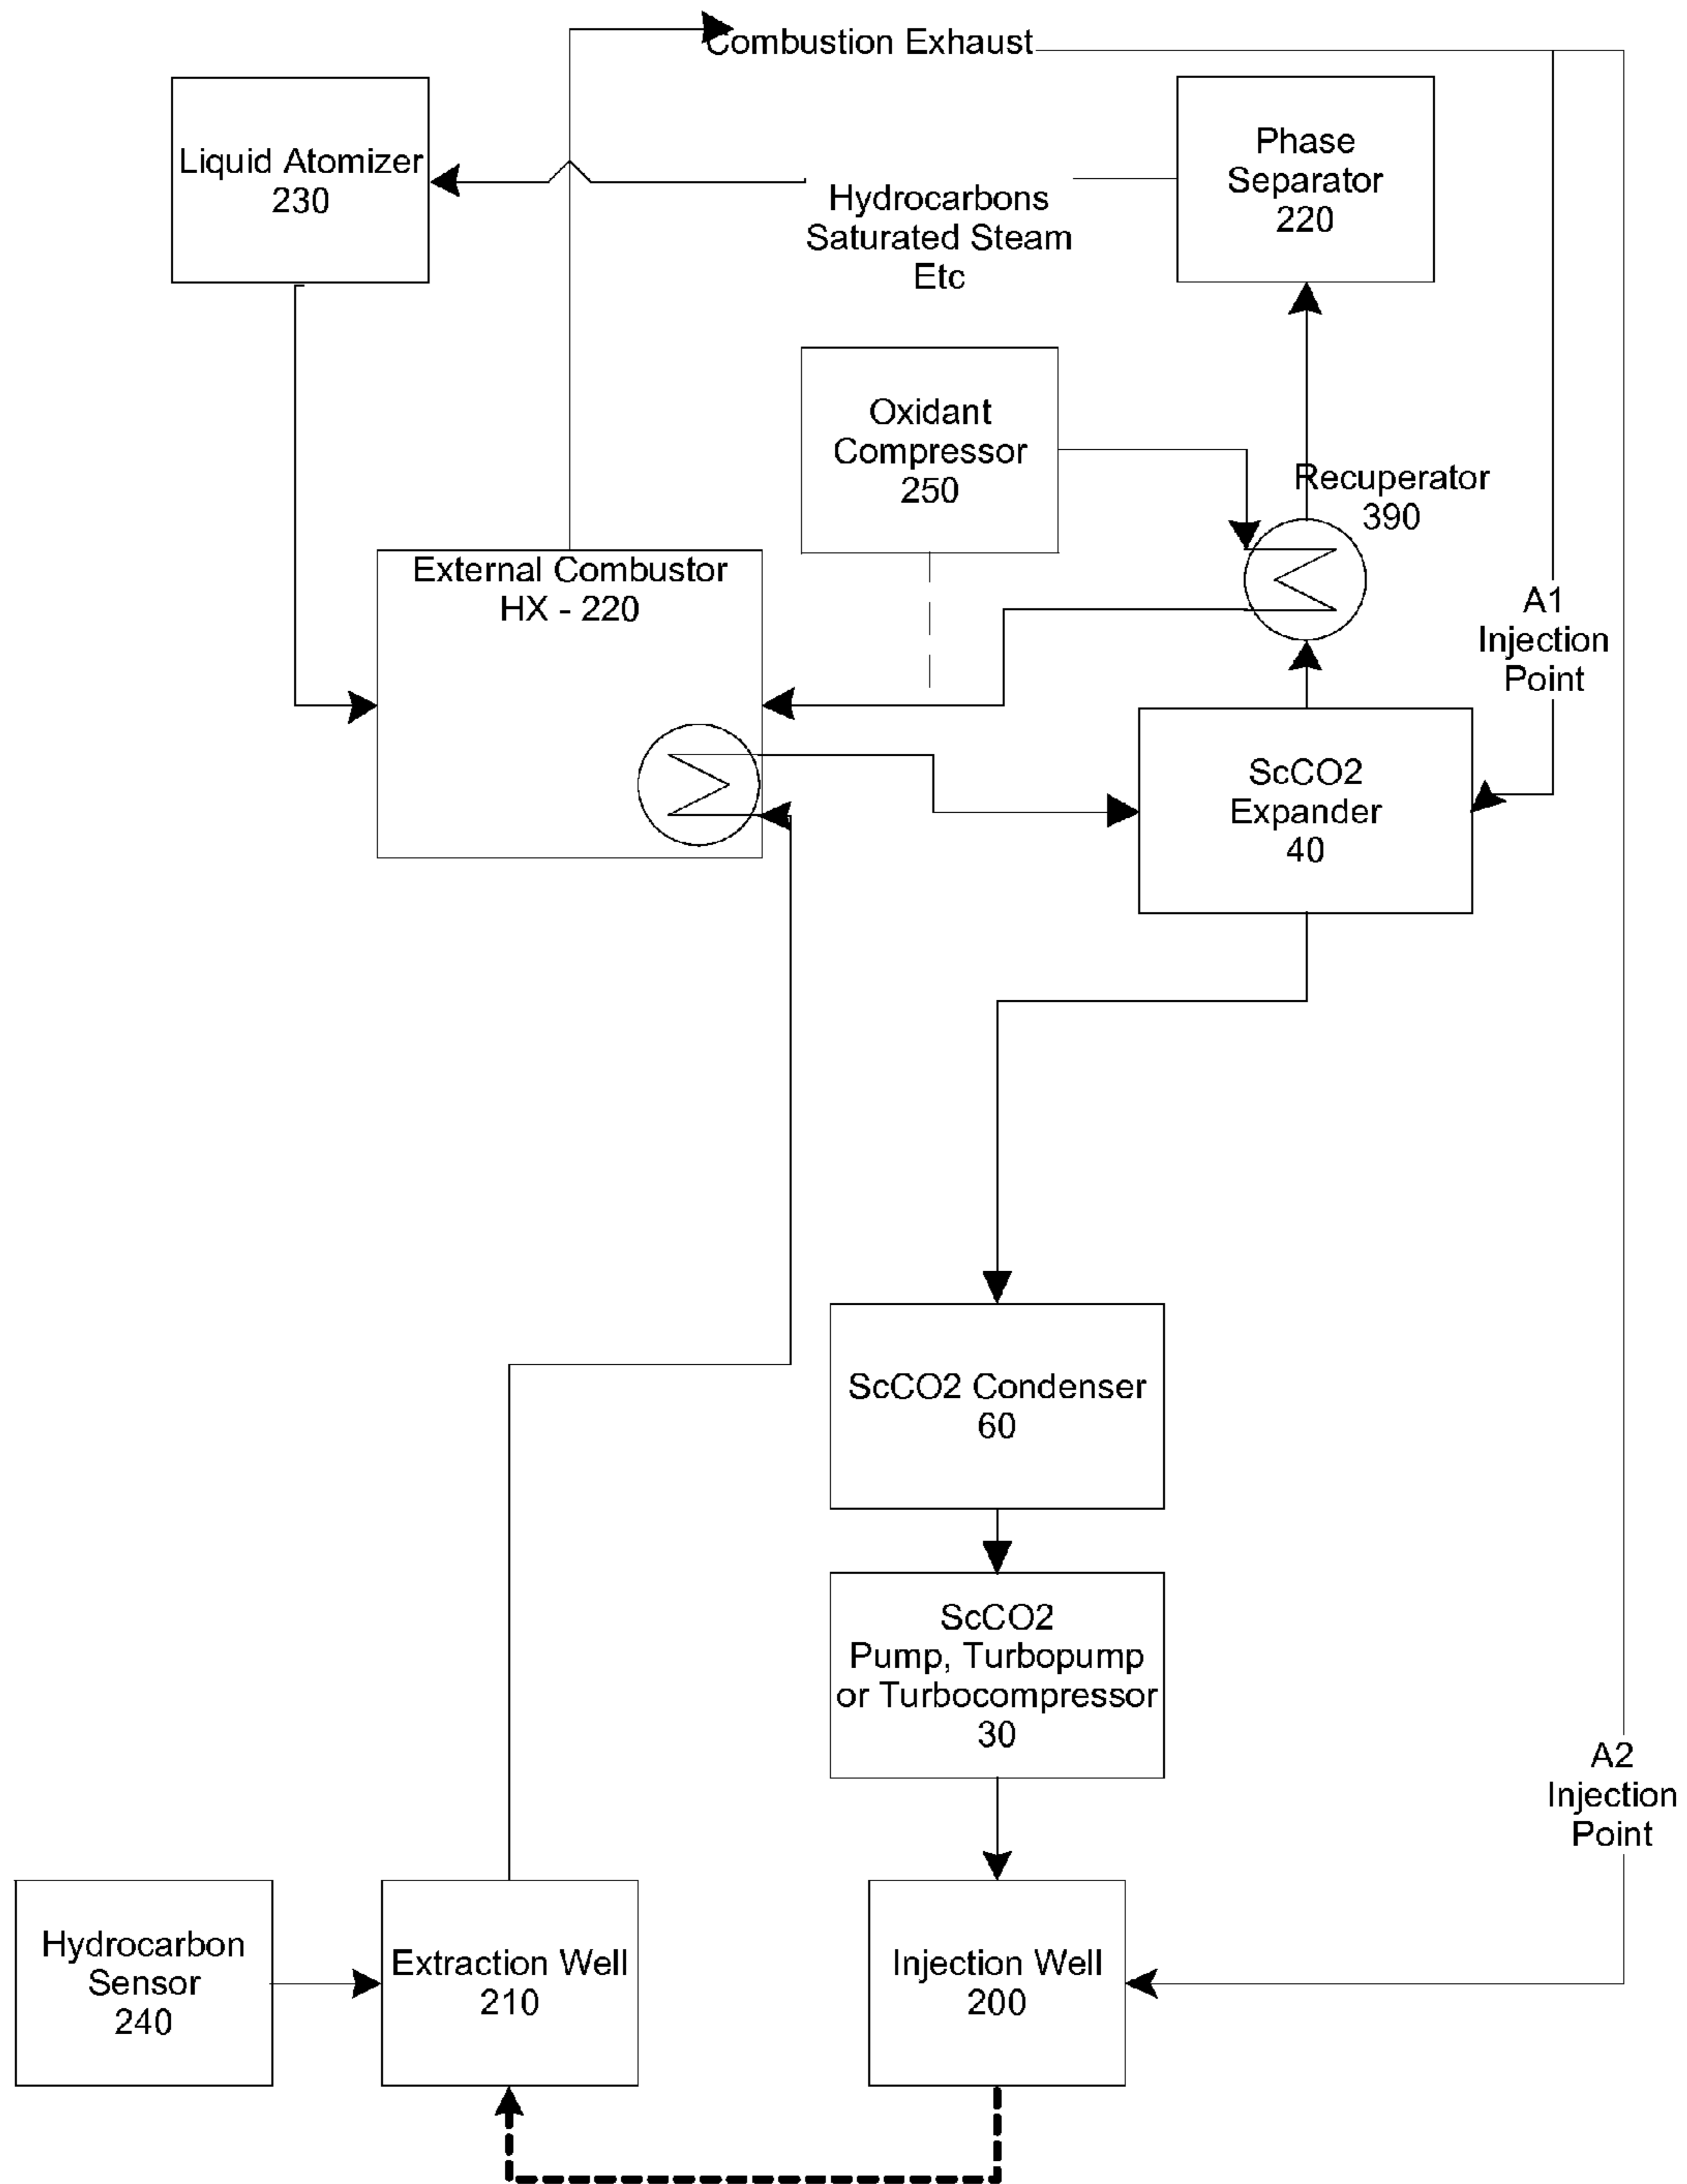 Combustion Exhaust
Liquid Atomizer
230
Phase
Separator
220
Hydrocarbons
Saturated Steam
Etc
Oxidant
Compressor
250
Recuperator
390
External Combustor
HX - 220
A1
Injection
Point
ScCO2
Expander
40
ScCO2 Condenser
60
ScCO2
Pump, Turbopump
or Turbocompressor
30
A2
Injection
Point
Hydrocarbon
Sensor
240
Extraction Well
210
Injection Well
200